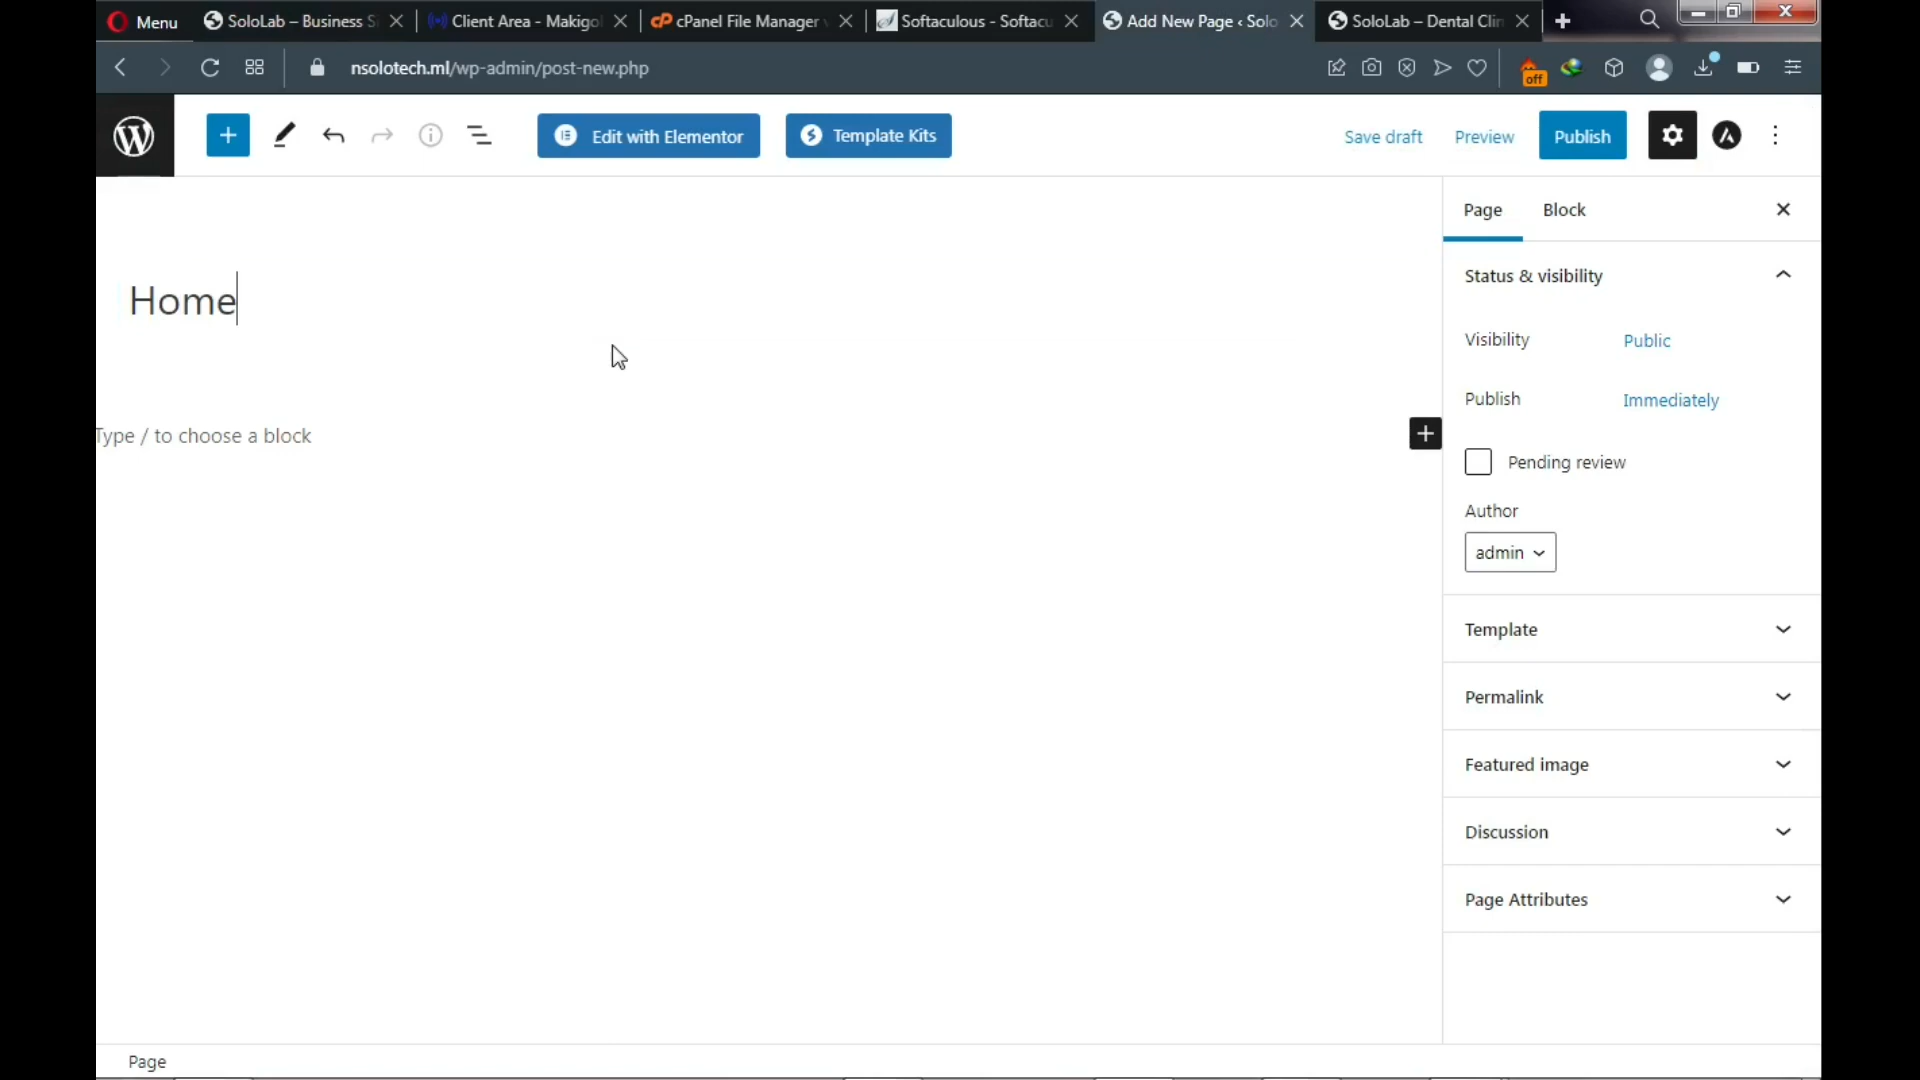 Menu
SoloLab – Business S
Client Area - Makigol
cPanel File Manager
Softaculous - Softacu
Add New Page ‹ Solo
SoloLab – Dental Clin
nsolotech.ml/wp-admin/post-new.php
off
Edit with Elementor
Template Kits
Save draft
Preview
Publish
Page
Block
Status & visibility
Home
Visibility
Public
Publish
Immediately
Type / to choose a block
Pending review
Author
admin
Template
Permalink
Featured image
Discussion
Page Attributes
Page